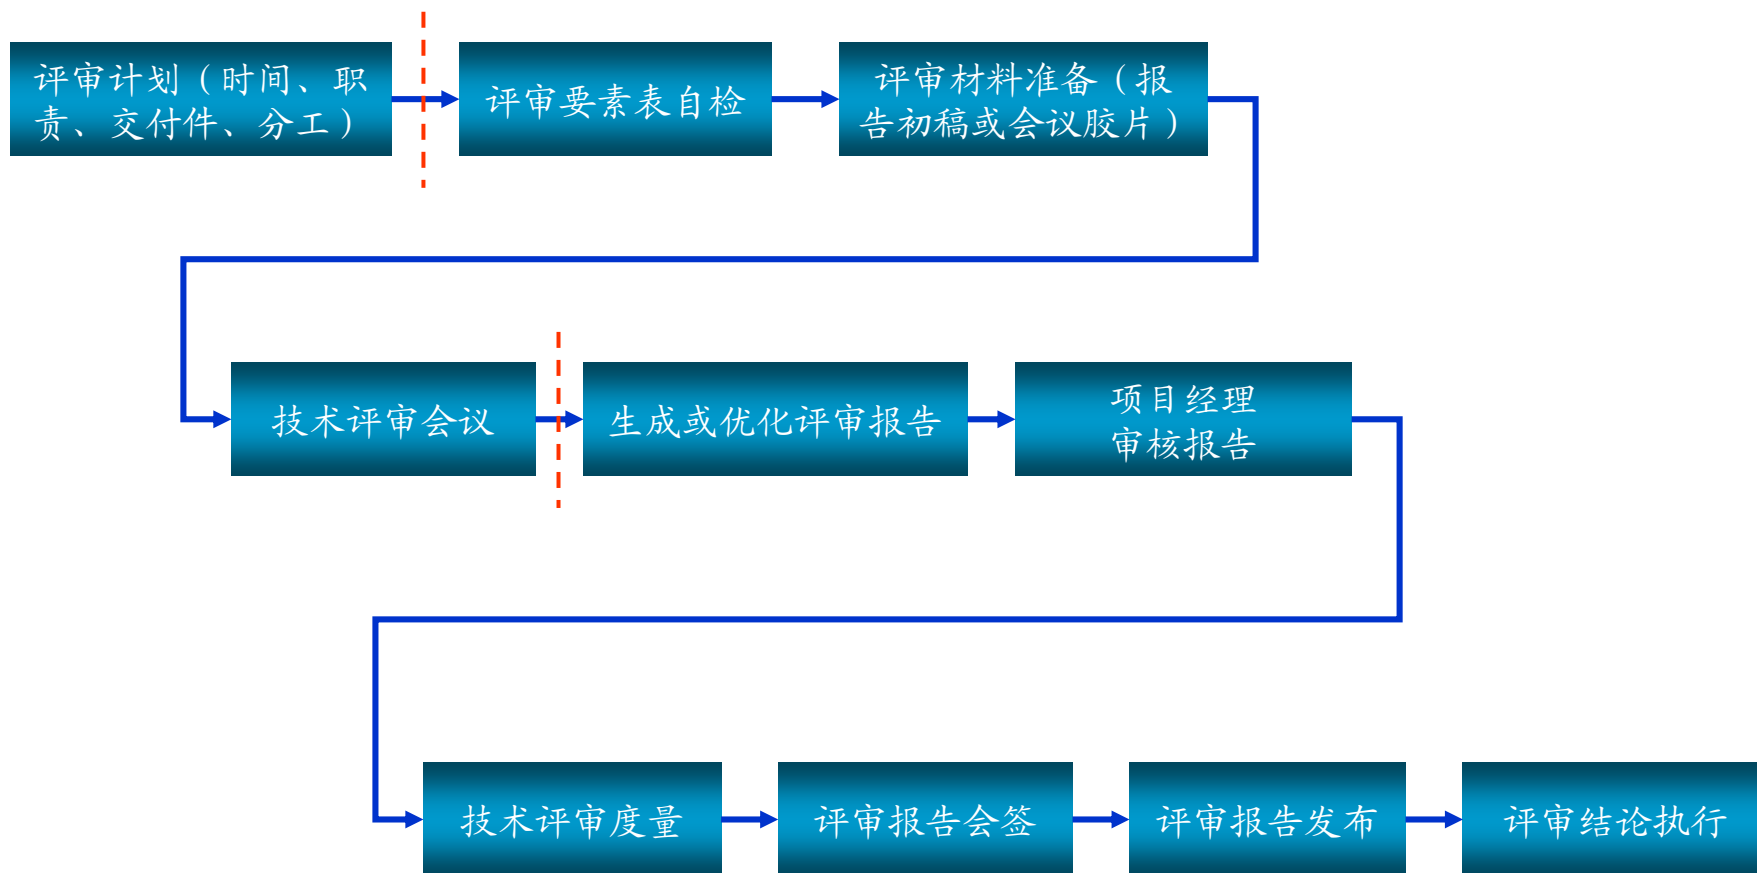 评审计划（时间、职
责、交付件、分工）
评审要素表自检
评审材料准备（报
告初稿或会议胶片）
技术评审会议
生成或优化评审报告
项目经理
审核报告
技术评审度量
评审报告会签
评审报告发布
评审结论执行